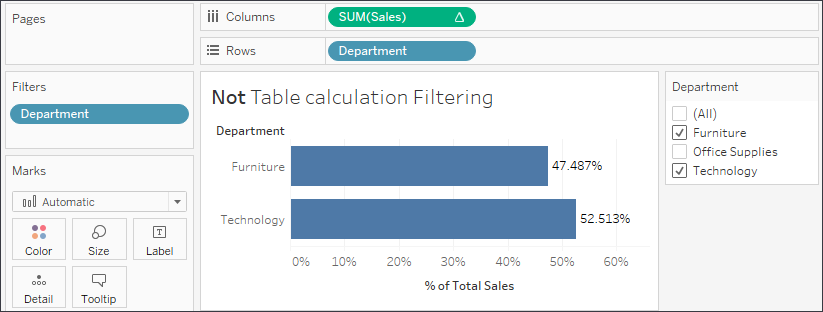 Pages
Columns
SUM(Sales) Δ
Rows
Department
Filters
Department
Marks
Automatic
Color
Size
Label
Detail
Tooltip
Not Table calculation Filtering
Department
Furniture
47.487%
Technology
52.513%
0% 10% 20% 30% 40% 50% 60%
% of Total Sales
Department
(All)
Furniture
Office Supplies
Technology